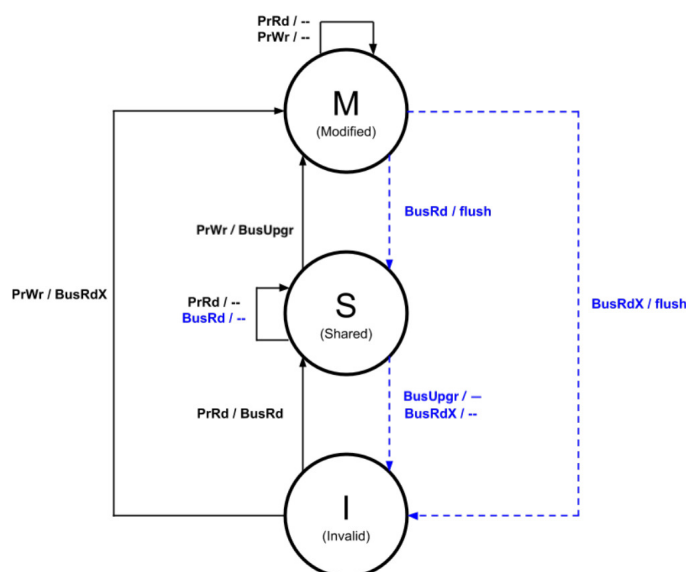 PrRd / --
PrWr / --
M
(Modified)
BusRd / flush
PrWr / BusUpgr
PrWr / BusRdX
PrRd / --
BusRd / --
S
(Shared)
BusRdX / flush
BusUpgr / —
BusRdX / --
PrRd / BusRd
I
(Invalid)